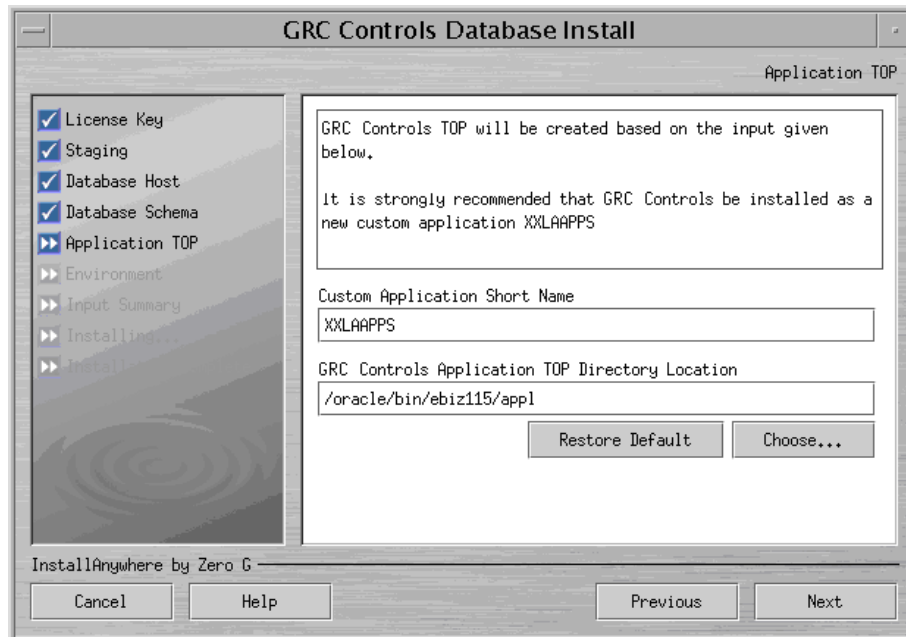 GRC Controls Database Install
Application TOP
License Key
Staging
Database Host
Database Schema
Application TOP
Environment
Input Summary
Installing...
GRC Controls TOP will be created based on the input given
below.
It is strongly recommended that GRC Controls be installed as a
new custom application XXLAAPPS
Custom Application Short Name
XXLAAPPS
GRC Controls Application TOP Directory Location
/oracle/bin/ebiz115/appl
Restore Default
Choose...
InstallAnywhere by Zero G
Cancel
Help
Previous
Next